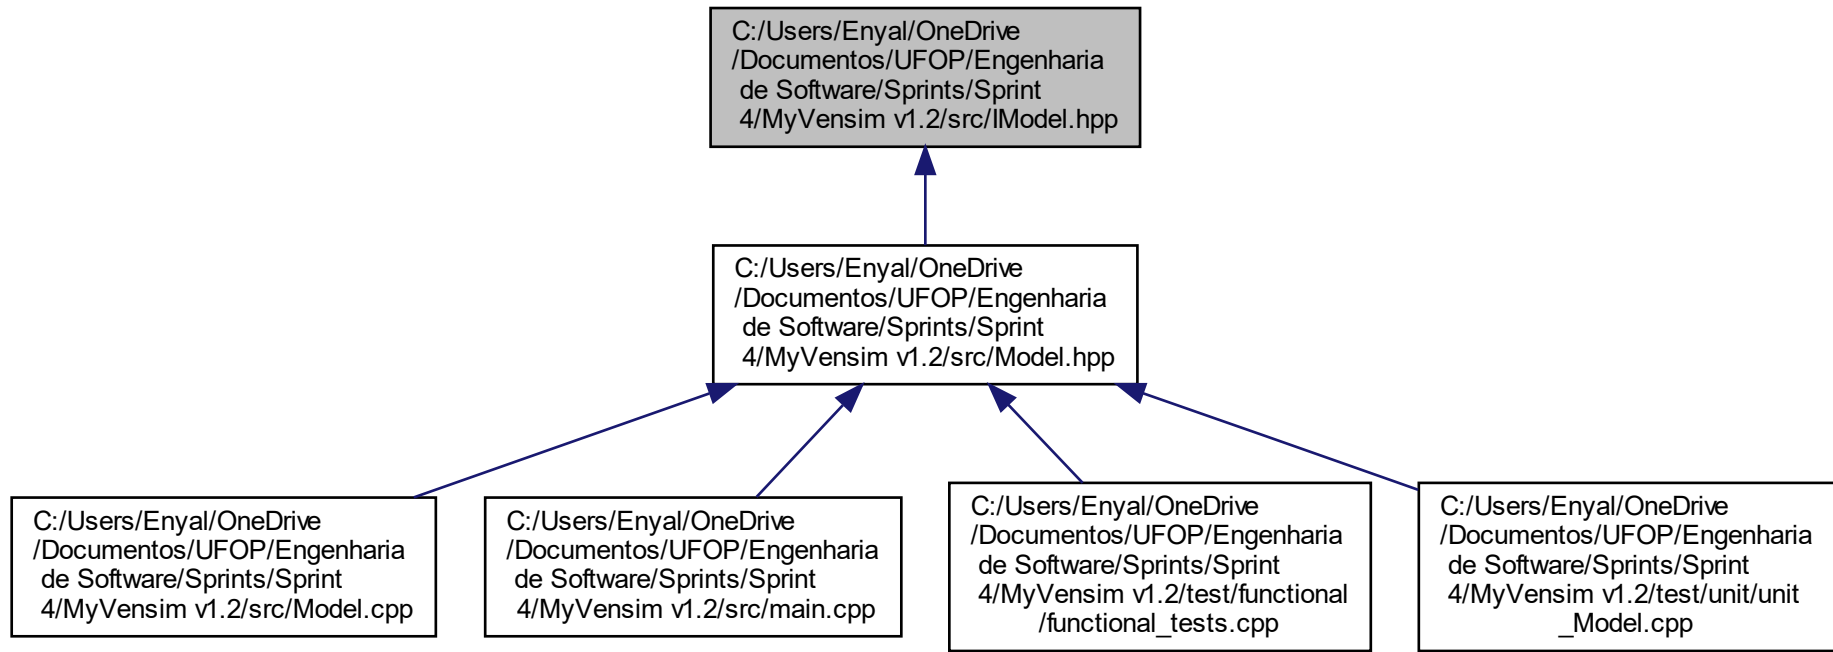 C:/Users/Enyal/OneDrive
/Documentos/UFOP/Engenharia
de Software/Sprints/Sprint
4/MyVensim v1.2/src/IModel.hpp
C:/Users/Enyal/OneDrive
/Documentos/UFOP/Engenharia
de Software/Sprints/Sprint
4/MyVensim v1.2/src/Model.hpp
C:/Users/Enyal/OneDrive
/Documentos/UFOP/Engenharia
de Software/Sprints/Sprint
4/MyVensim v1.2/src/Model.cpp
C:/Users/Enyal/OneDrive
/Documentos/UFOP/Engenharia
de Software/Sprints/Sprint
4/MyVensim v1.2/src/main.cpp
C:/Users/Enyal/OneDrive
/Documentos/UFOP/Engenharia
de Software/Sprints/Sprint
4/MyVensim v1.2/test/functional
/functional_tests.cpp
C:/Users/Enyal/OneDrive
/Documentos/UFOP/Engenharia
de Software/Sprints/Sprint
4/MyVensim v1.2/test/unit/unit
_Model.cpp